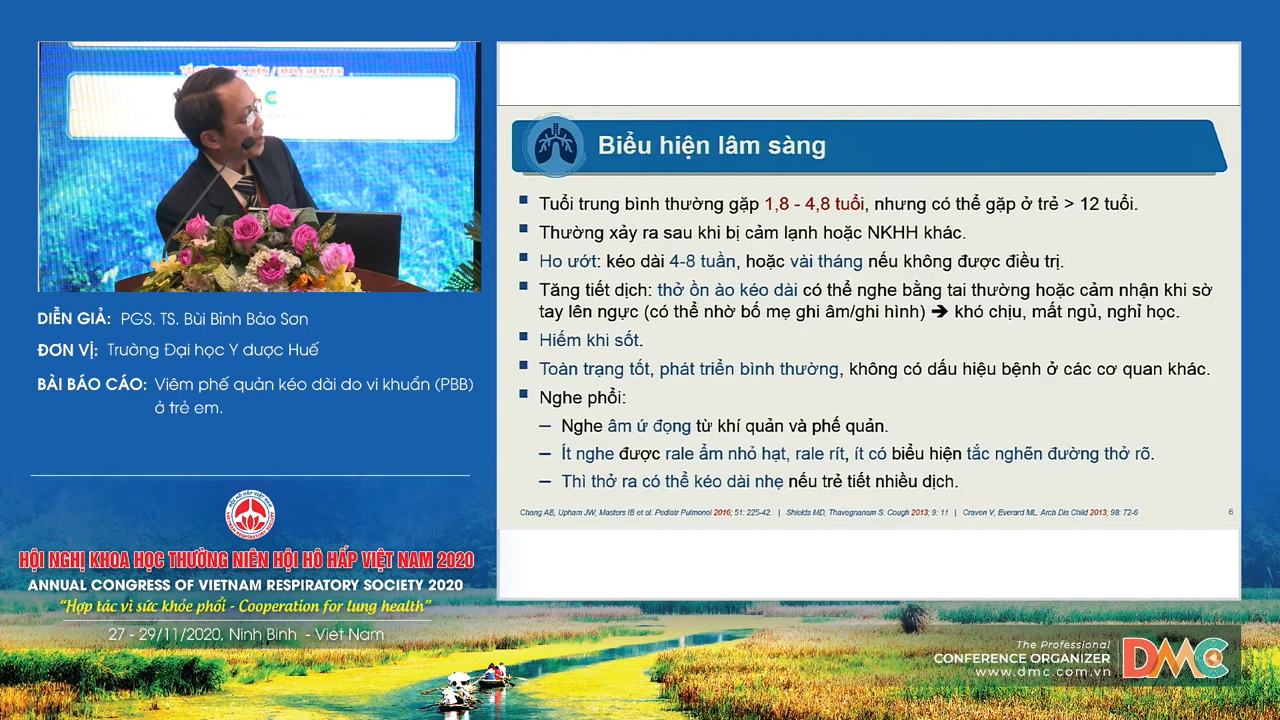 DIỄN GIẢ: PGS. TS. Bùi Bỉnh Bảo Sơn
ĐƠN VỊ: Trường Đại học Y dược Huế
BÀI BÁO CÁO: Viêm phế quản kéo dài do vi khuẩn (PBB)
ở trẻ em.
HỘI NGHỊ KHOA HỌC THƯỜNG NIÊN HỘI HÔ HẤP VIỆT NAM 2020
ANNUAL CONGRESS OF VIETNAM RESPIRATORY SOCIETY 2020
“Hợp tác vì sức khỏe phổi - Cooperation for lung health”
27 - 29/11/2020, Ninh Bình - Việt Nam
Biểu hiện lâm sàng
Tuổi trung bình thường gặp 1,8 - 4,8 tuổi, nhưng có thể gặp ở trẻ > 12 tuổi.
Thường xảy ra sau khi bị cảm lạnh hoặc NKHH khác.
Ho ướt: kéo dài 4-8 tuần, hoặc vài tháng nếu không được điều trị.
Tăng tiết dịch: thở ồn ào kéo dài có thể nghe bằng tai thường hoặc cảm nhận khi sờ
tay lên ngực (có thể nhờ bố mẹ ghi âm/ghi hình) ➔ khó chịu, mất ngủ, nghỉ học.
Hiếm khi sốt.
Toàn trạng tốt, phát triển bình thường, không có dấu hiệu bệnh ở các cơ quan khác.
Nghe phổi:
– Nghe âm ứ đọng từ khí quản và phế quản.
– Ít nghe được rale ẩm nhỏ hạt, rale rít, ít có biểu hiện tắc nghẽn đường thở rõ.
– Thì thở ra có thể kéo dài nhẹ nếu trẻ tiết nhiều dịch.
Chang AB, Upham JW, Masters IB et al. Pediatr Pulmonol 2016; 51: 225-42. | Shields MD, Thavagnanam S. Cough 2013; 9: 11 | Craven V, Everard ML. Arch Dis Child 2013; 98: 72-6
6
The Professional
CONFERENCE ORGANIZER
www.dmc.com.vn
DMC